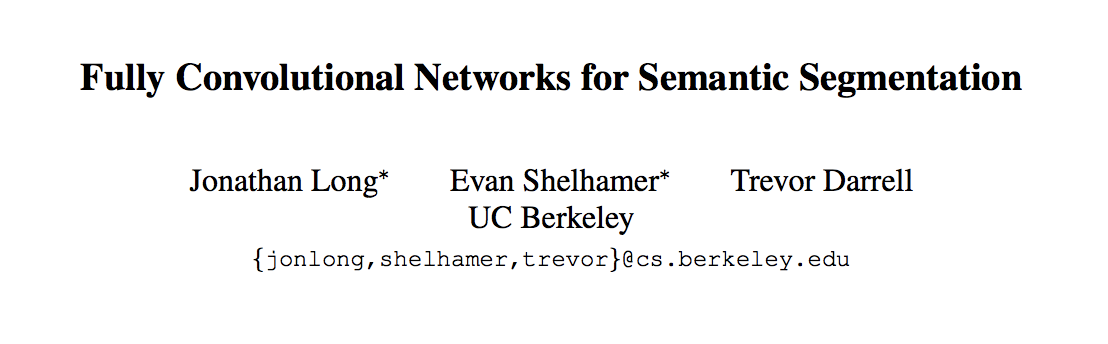 Fully Convolutional Networks for Semantic Segmentation
Jonathan Long* Evan Shelhamer* Trevor Darrell
UC Berkeley
{jonlong,shelhamer,trevor}@cs.berkeley.edu